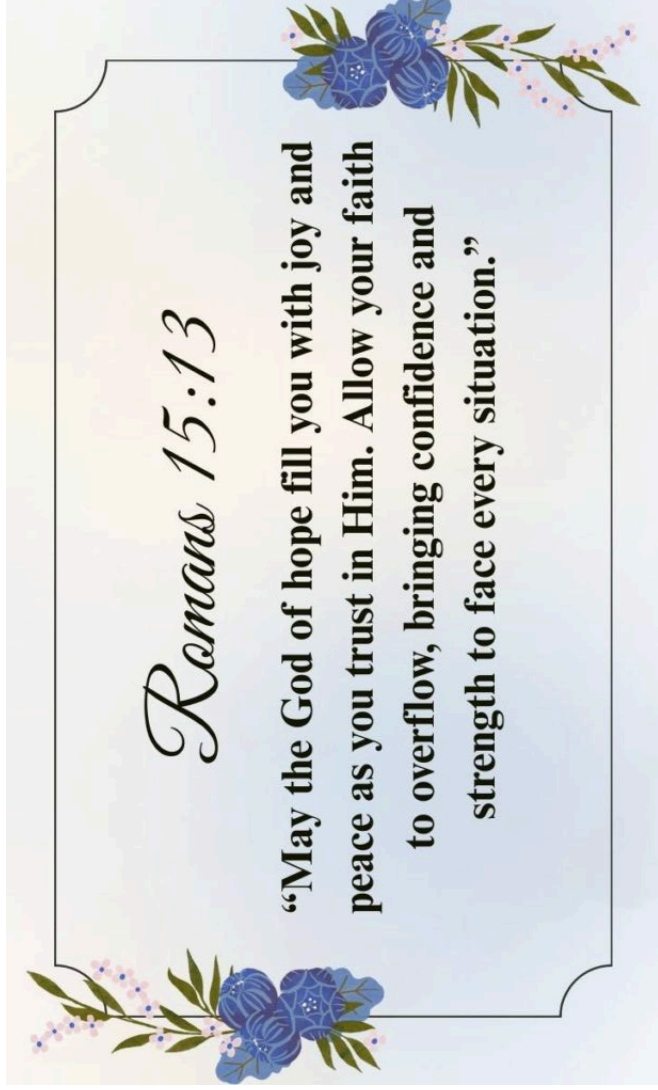 Romans 15:13
“May the God of hope fill you with joy and
peace as you trust in Him. Allow your faith
to overflow, bringing confidence and
strength to face every situation.”